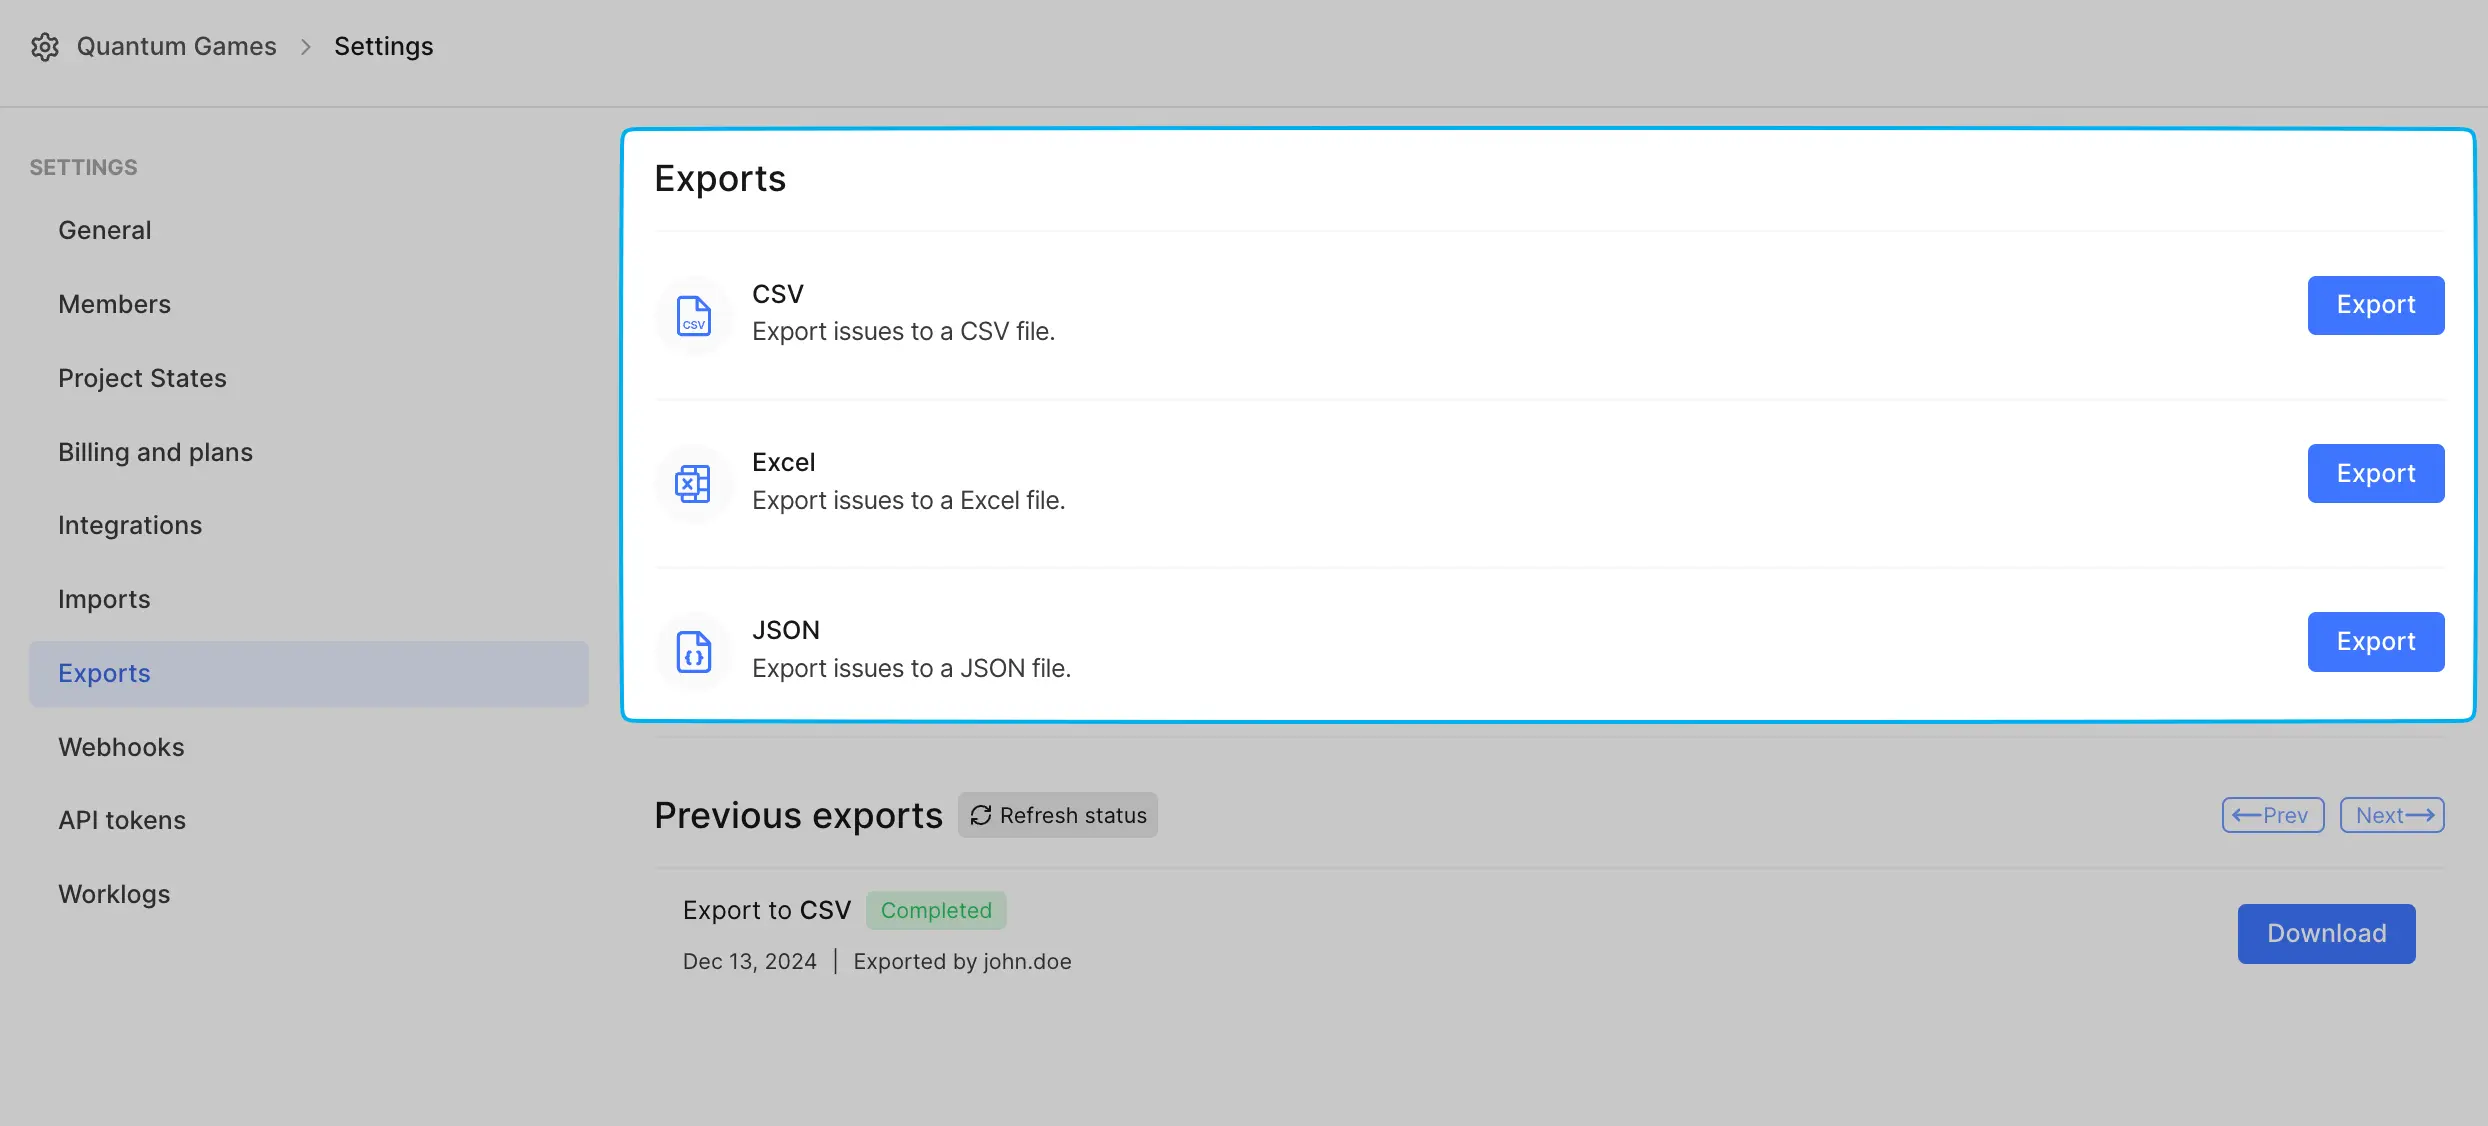 Quantum Games > Settings
SETTINGS
General
Members
Project States
Billing and plans
Integrations
Imports
Exports
Webhooks
API tokens
Worklogs
Exports
CSV
CSV
Export issues to a CSV file.
Export
Excel
Export issues to a Excel file.
Export
JSON
Export issues to a JSON file.
Export
Previous exports Refresh status
←Prev Next→
Export to CSV Completed
Dec 13, 2024 | Exported by john.doe
Download